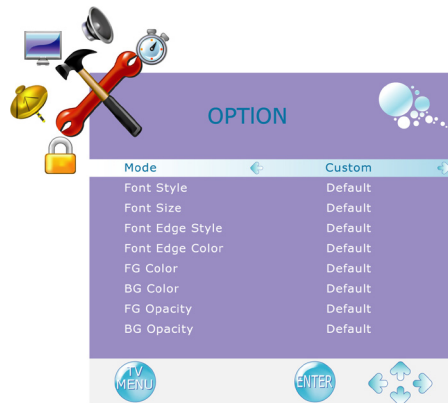 OPTION
Mode Custom
Font Style Default
Font Size Default
Font Edge Style Default
Font Edge Color Default
FG Color Default
BG Color Default
FG Opacity Default
BG Opacity Default
TV MENU ENTER